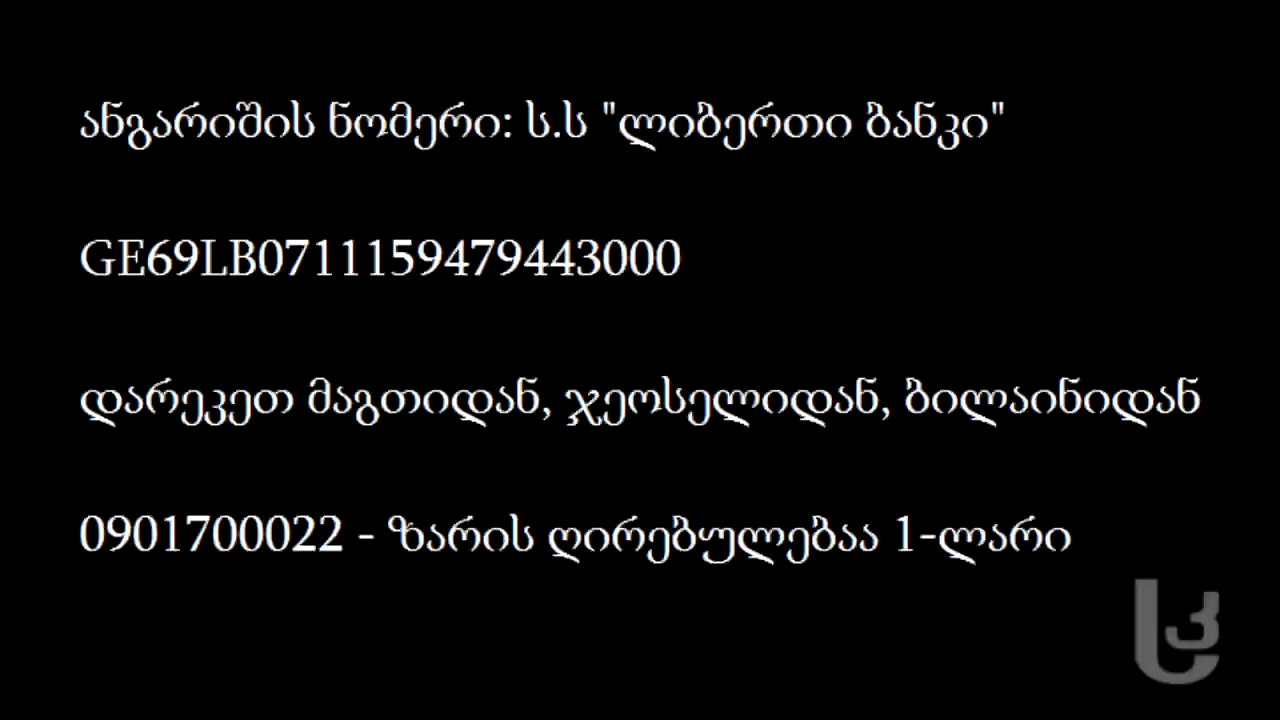 ანგარიშის ნომერი: ს.ს "ლიბერთი ბანკი"
GE69LB0711159479443000
დარეკეთ მაგთიდან, ჯეოსელიდან, ბილაინიდან
0901700022 - ზარის ღირებულებაა 1-ლარი